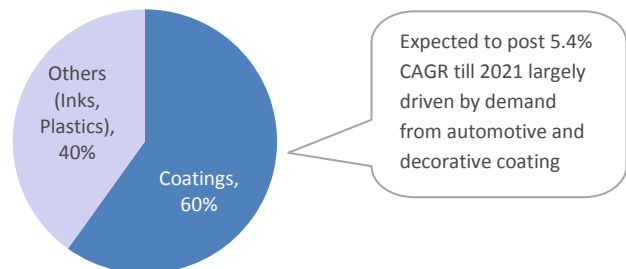 Others
(Inks,
Plastics),
40%
Coatings,
60%
Expected to post 5.4%
CAGR till 2021 largely
driven by demand
from automotive and
decorative coating